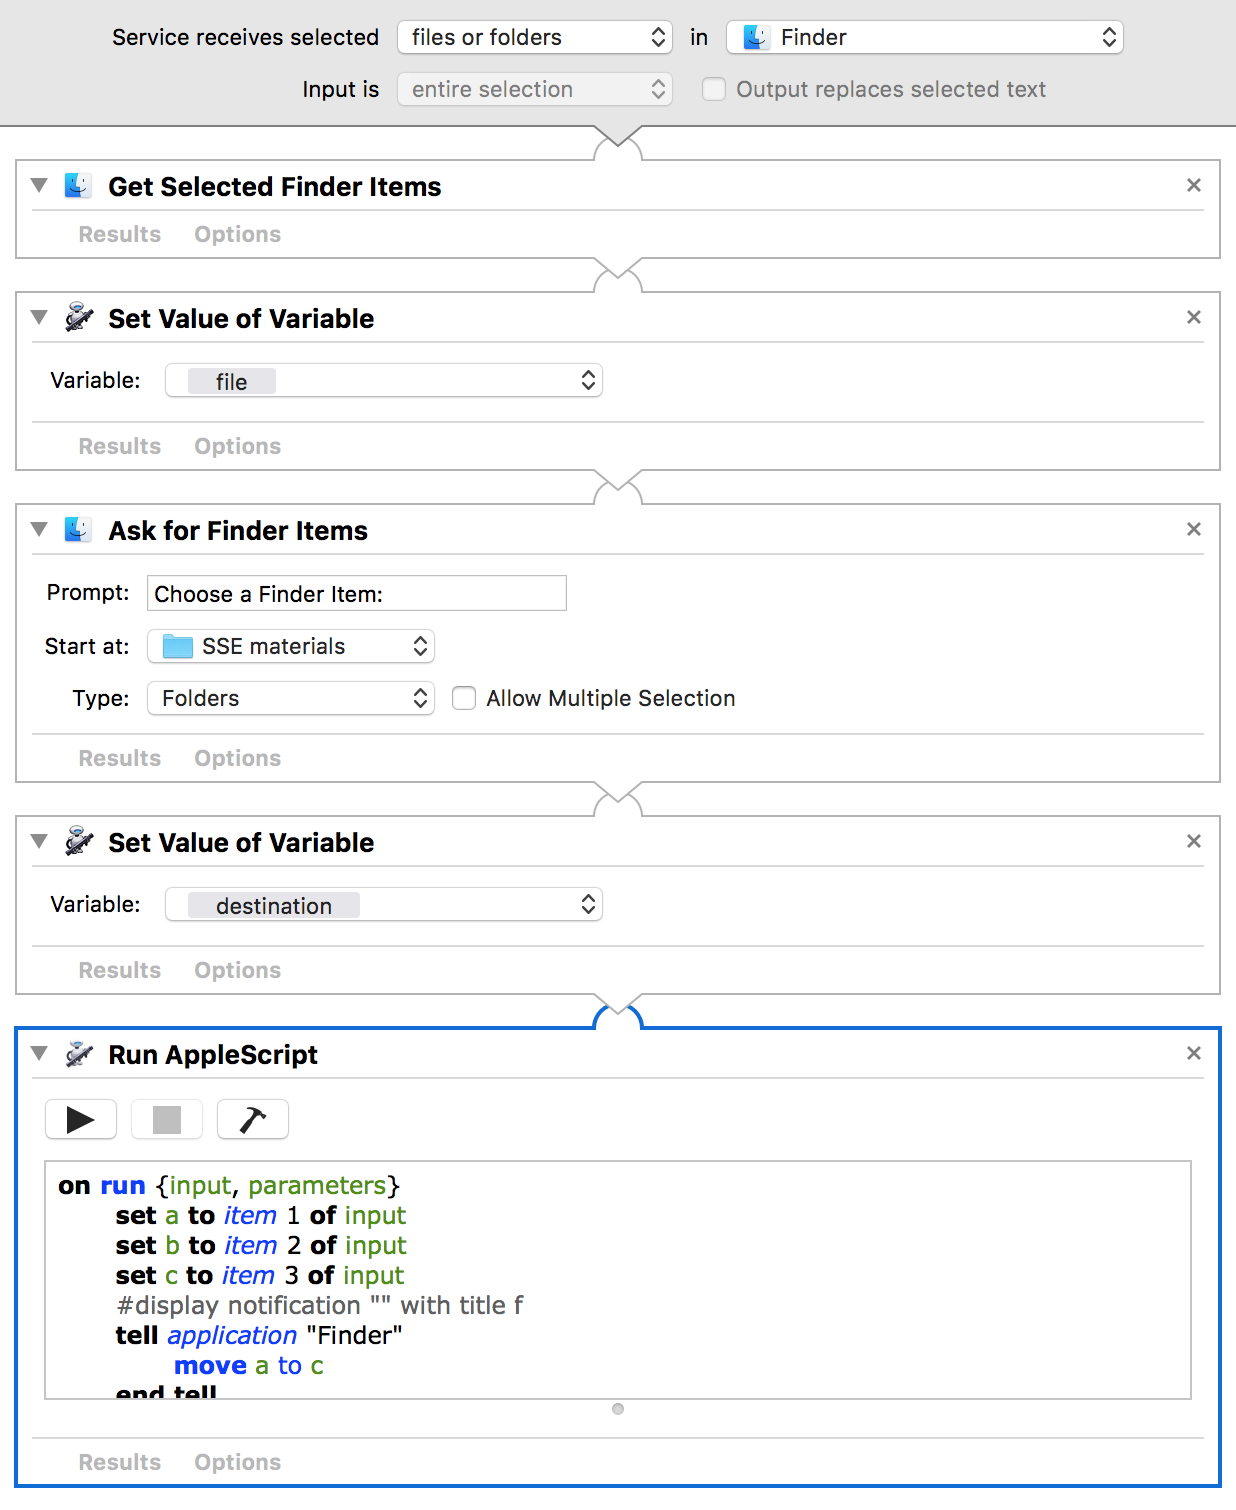 Service receives selected files or folders in Finder
Input is entire selection Output replaces selected text
Get Selected Finder Items
Results Options
Set Value of Variable
Variable: file
Results Options
Ask for Finder Items
Prompt: Choose a Finder Item:
Start at: SSE materials
Type: Folders Allow Multiple Selection
Results Options
Set Value of Variable
Variable: destination
Results Options
Run AppleScript
on run {input, parameters}
set a to item 1 of input
set b to item 2 of input
set c to item 3 of input
#display notification "" with title f
tell application "Finder"
move a to c
end tell
Results Options